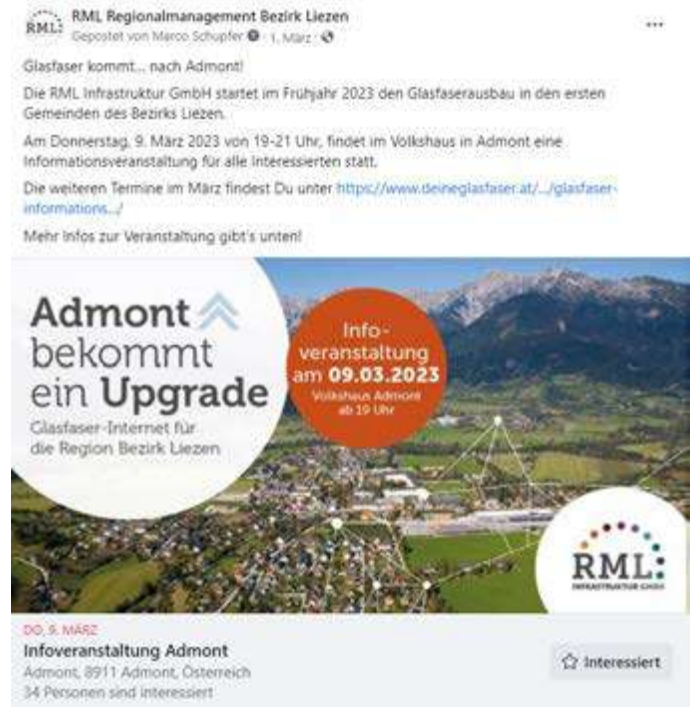 RML Regionalmanagement Bezirk Liezen
Gepostet von Marco Schupfer · 1. März ·
Glasfaser kommt... nach Admont!
Die RML Infrastruktur GmbH startet im Frühjahr 2023 den Glasfaserausbau in den ersten
Gemeinden des Bezirks Liezen.
Am Donnerstag, 9. März 2023 von 19-21 Uhr, findet im Volkshaus in Admont eine
Informationsveranstaltung für alle Interessierten statt.
Die weiteren Termine im März findest Du unter https://www.deineglasfaser.at/.../glasfaser-
informations.../
Mehr Infos zur Veranstaltung gibt's unten!
Admont
bekommt
ein Upgrade
Glasfaser-Internet für
die Region Bezirk Liezen
Info-
veranstaltung
am 09.03.2023
Volkshaus Admont
ab 19 Uhr
RML:
INFRASTRUKTUR GMBH
DO, 9. MÄRZ
Infoveranstaltung Admont
Admont, 8911 Admont, Österreich
34 Personen sind interessiert
Interessiert